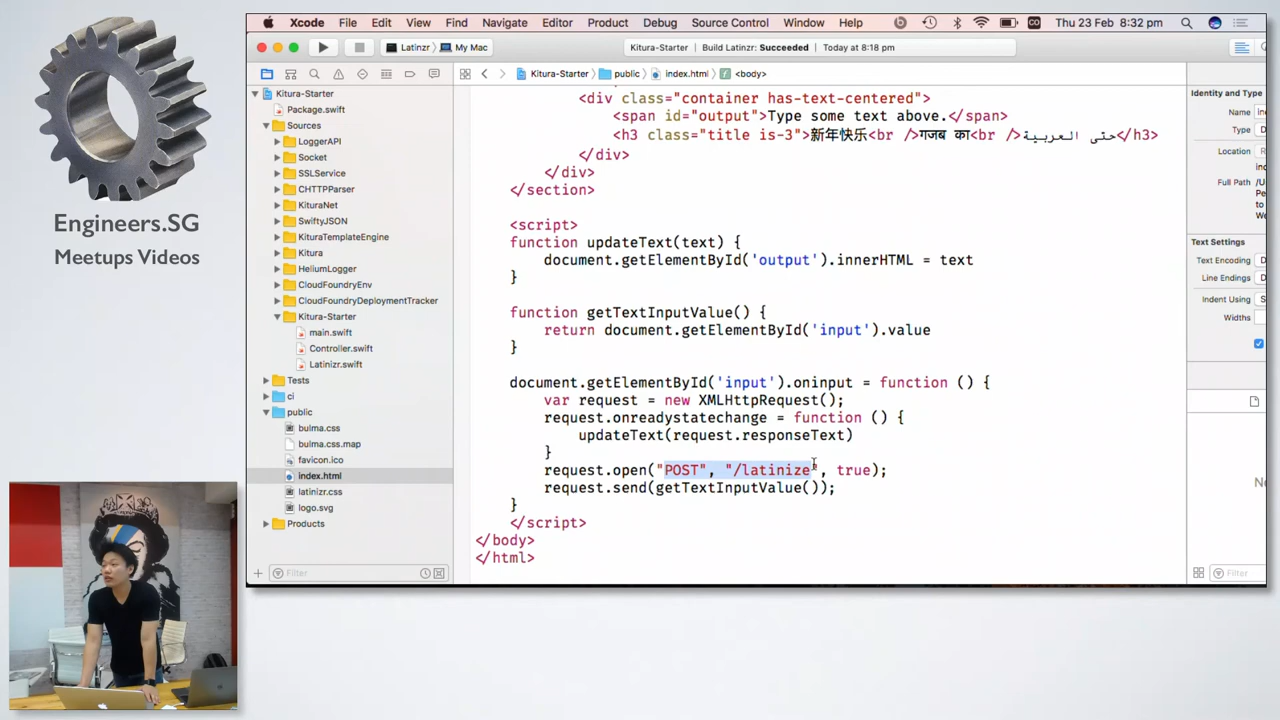 Xcode File Edit View Find Navigate Editor Product Debug Source Control Window Help Thu 23 Feb 8:32 pm
Latinzr My Mac Kitura-Starter Build Latinzr: Succeeded Today at 8:18 pm
Kitura-Starter public index.html <body>
Engineers.SG
Meetups Videos
Kitura-Starter
Package.swift
Sources
LoggerAPI
Socket
SSLService
CHTTPParser
KituraNet
SwiftyJSON
KituraTemplateEngine
Kitura
HeliumLogger
CloudFoundryEnv
CloudFoundryDeploymentTracker
Kitura-Starter
main.swift
Controller.swift
Latinizr.swift
Tests
ci
public
bulma.css
bulma.css.map
favicon.ico
index.html
latinizr.css
logo.svg
Products
Filter
<div class="container has-text-centered">
<span id="output">Type some text above.</span>
<h3 class="title is-3">新年快乐<br />गजब का<br />حتى العربية</h3>
</div>
</div>
</section>
<script>
function updateText(text) {
document.getElementById('output').innerHTML = text
}
function getTextInputValue() {
return document.getElementById('input').value
}
document.getElementById('input').oninput = function () {
var request = new XMLHttpRequest();
request.onreadystatechange = function () {
updateText(request.responseText)
}
request.open("POST", "/latinize", true);
request.send(getTextInputValue());
}
</script>
</body>
</html>
Identity and Type
Name
Type
Location
Full Path
Text Settings
Text Encoding
Line Endings
Indent Using
Widths
Filter